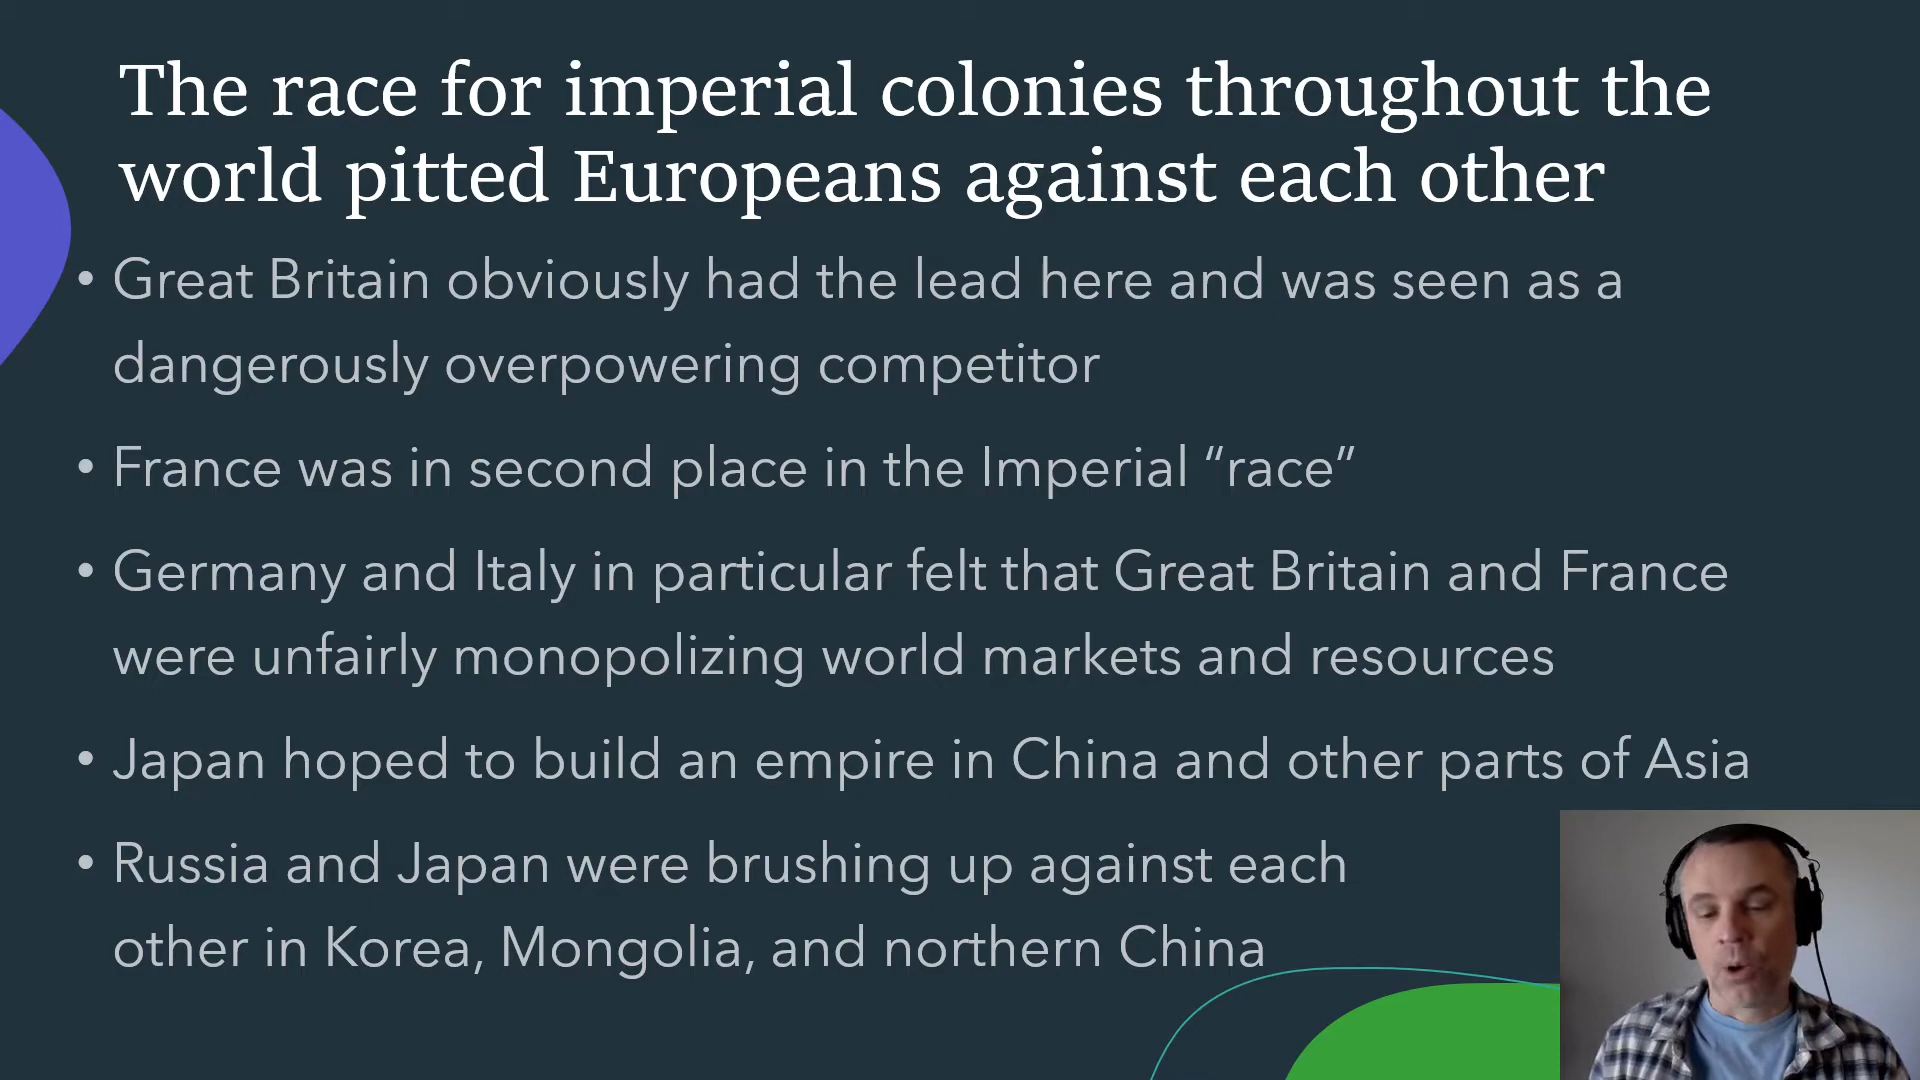 The race for imperial colonies throughout the
world pitted Europeans against each other
• Great Britain obviously had the lead here and was seen as a
dangerously overpowering competitor
• France was in second place in the Imperial “race”
• Germany and Italy in particular felt that Great Britain and France
were unfairly monopolizing world markets and resources
• Japan hoped to build an empire in China and other parts of Asia
• Russia and Japan were brushing up against each
other in Korea, Mongolia, and northern China